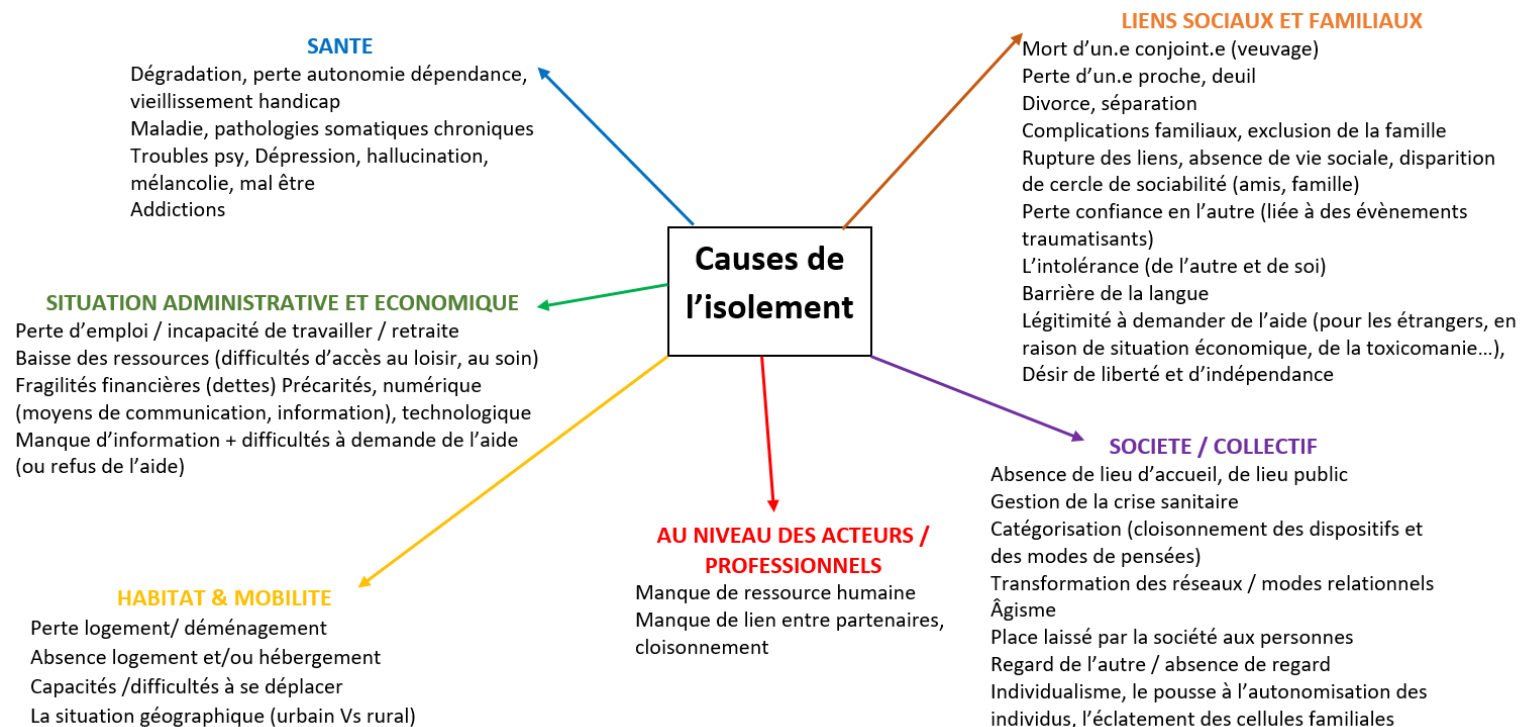 SANTE
Dégradation, perte autonomie dépendance,
vieillissement handicap
Maladie, pathologies somatiques chroniques
Troubles psy, Dépression, hallucination,
mélancolie, mal être
Addictions
LIENS SOCIAUX ET FAMILIAUX
Mort d'un.e conjoint.e (veuvage)
Perte d'un.e proche, deuil
Divorce, séparation
Complications familiaux, exclusion de la famille
Rupture des liens, absence de vie sociale, disparition
de cercle de sociabilité (amis, famille)
Perte confiance en l'autre (liée à des évènements
traumatisants)
L'intolérance (de l'autre et de soi)
Barrière de la langue
Légitimité à demander de l'aide (pour les étrangers, en
raison de situation économique, de la toxicomanie...),
Désir de liberté et d'indépendance
Causes de
l'isolement
SITUATION ADMINISTRATIVE ET ECONOMIQUE
Perte d'emploi / incapacité de travailler / retraite
Baisse des ressources (difficultés d'accès au loisir, au soin)
Fragilités financières (dettes) Précarités, numérique
(moyens de communication, information), technologique
Manque d'information + difficultés à demande de l'aide
(ou refus de l'aide)
SOCIETE / COLLECTIF
Absence de lieu d'accueil, de lieu public
Gestion de la crise sanitaire
Catégorisation (cloisonnement des dispositifs et
des modes de pensées)
Transformation des réseaux / modes relationnels
Âgisme
Place laissé par la société aux personnes
Regard de l'autre / absence de regard
Individualisme, le pousse à l'autonomisation des
individus, l'éclatement des cellules familiales
AU NIVEAU DES ACTEURS /
PROFESSIONNELS
Manque de ressource humaine
Manque de lien entre partenaires,
cloisonnement
HABITAT & MOBILITE
Perte logement/ déménagement
Absence logement et/ou hébergement
Capacités /difficultés à se déplacer
La situation géographique (urbain Vs rural)